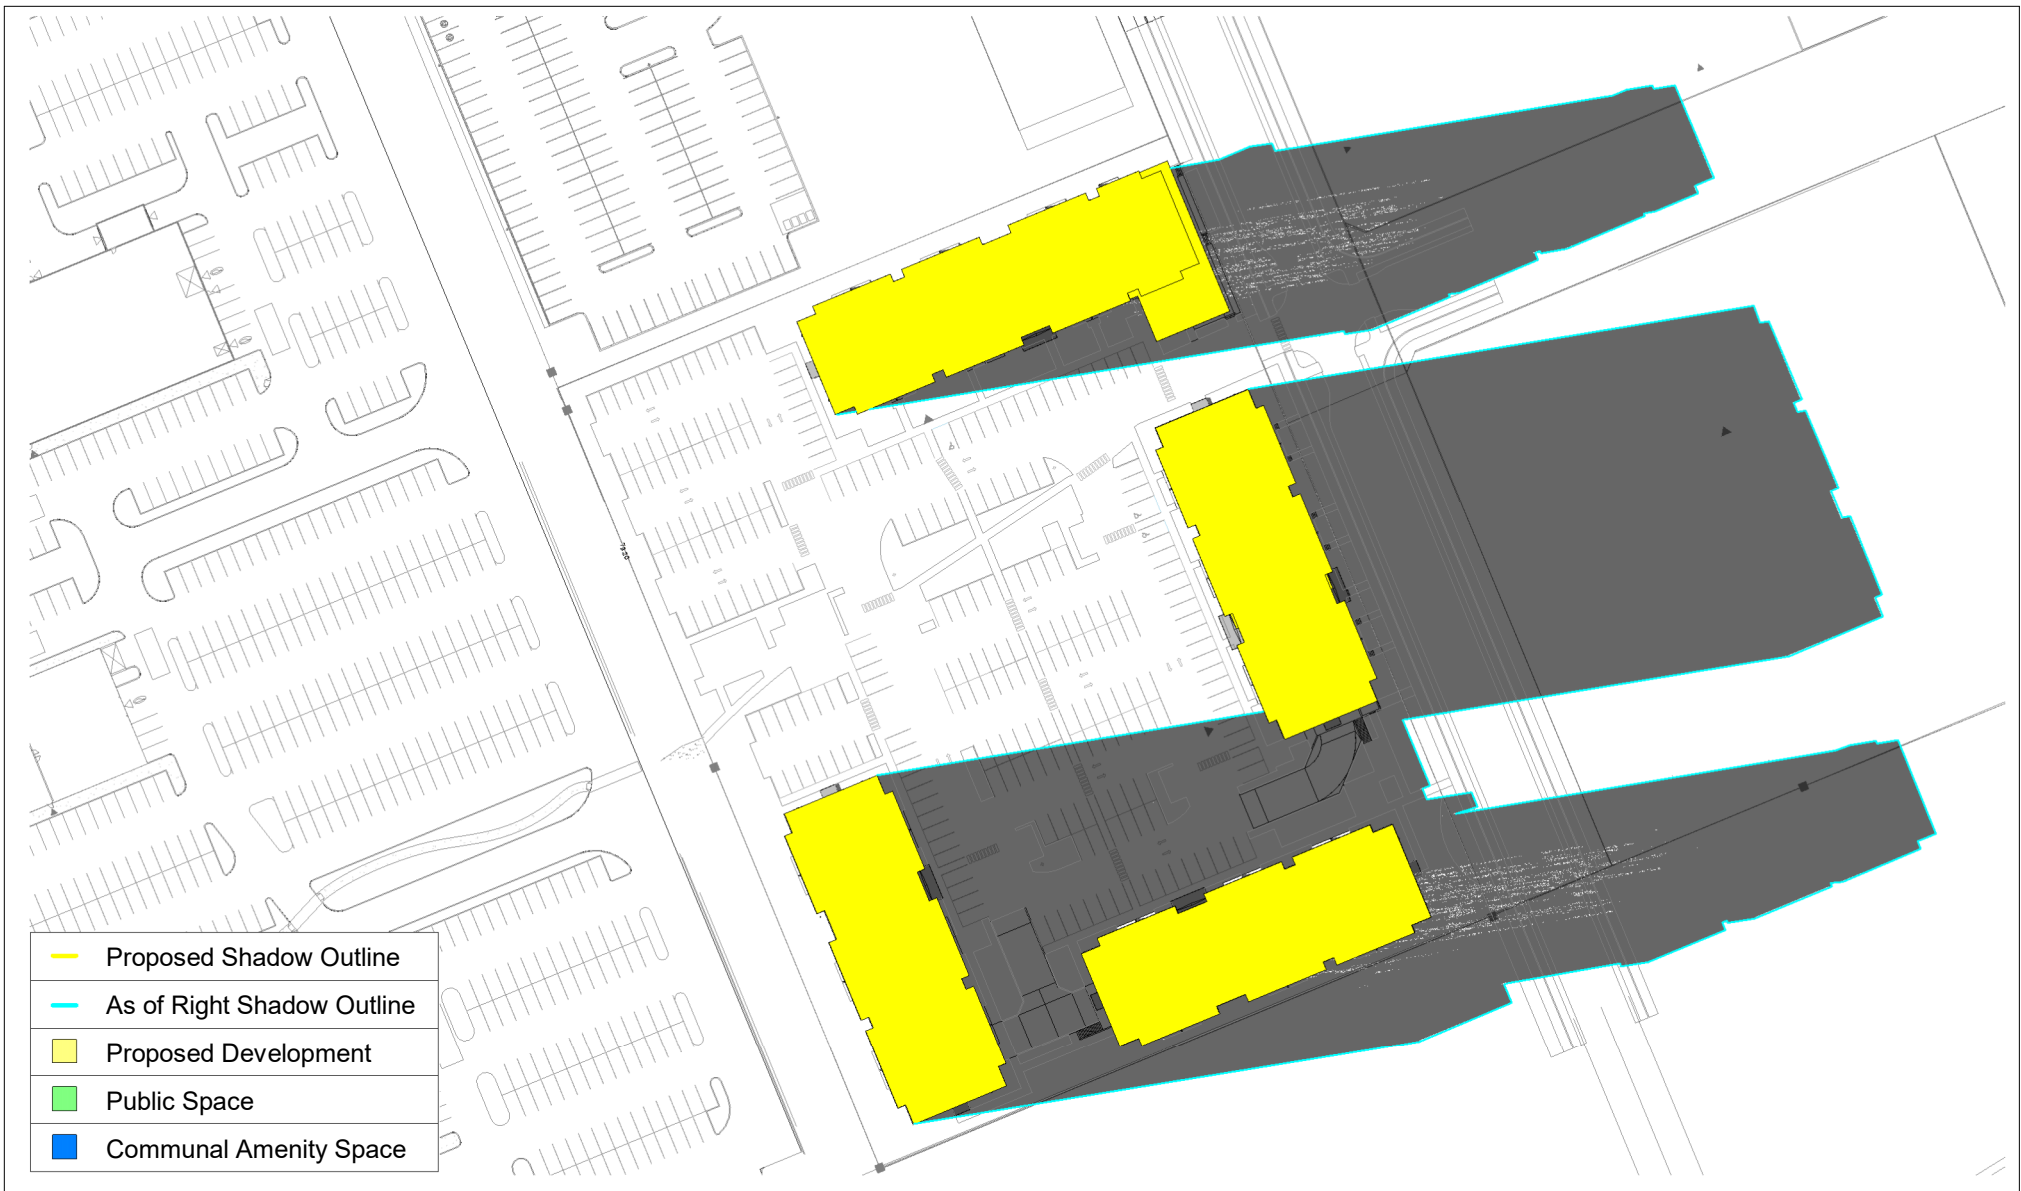 Proposed Shadow Outline
As of Right Shadow Outline
Proposed Development
Public Space
Communal Amenity Space